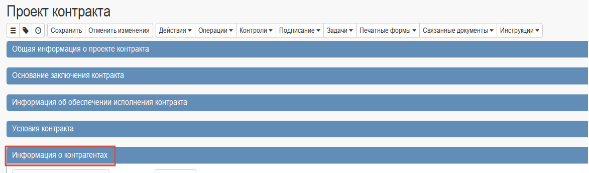 Проект контракта
Сохранить Отменить изменения Действия Операции Контроли Подписание Задачи Печатные формы Связанные документы Инструкции
Общая информация о проекте контракта
Основание заключения контракта
Информация об обеспечении исполнения контракта
Условия контракта
Информация о контрагентах